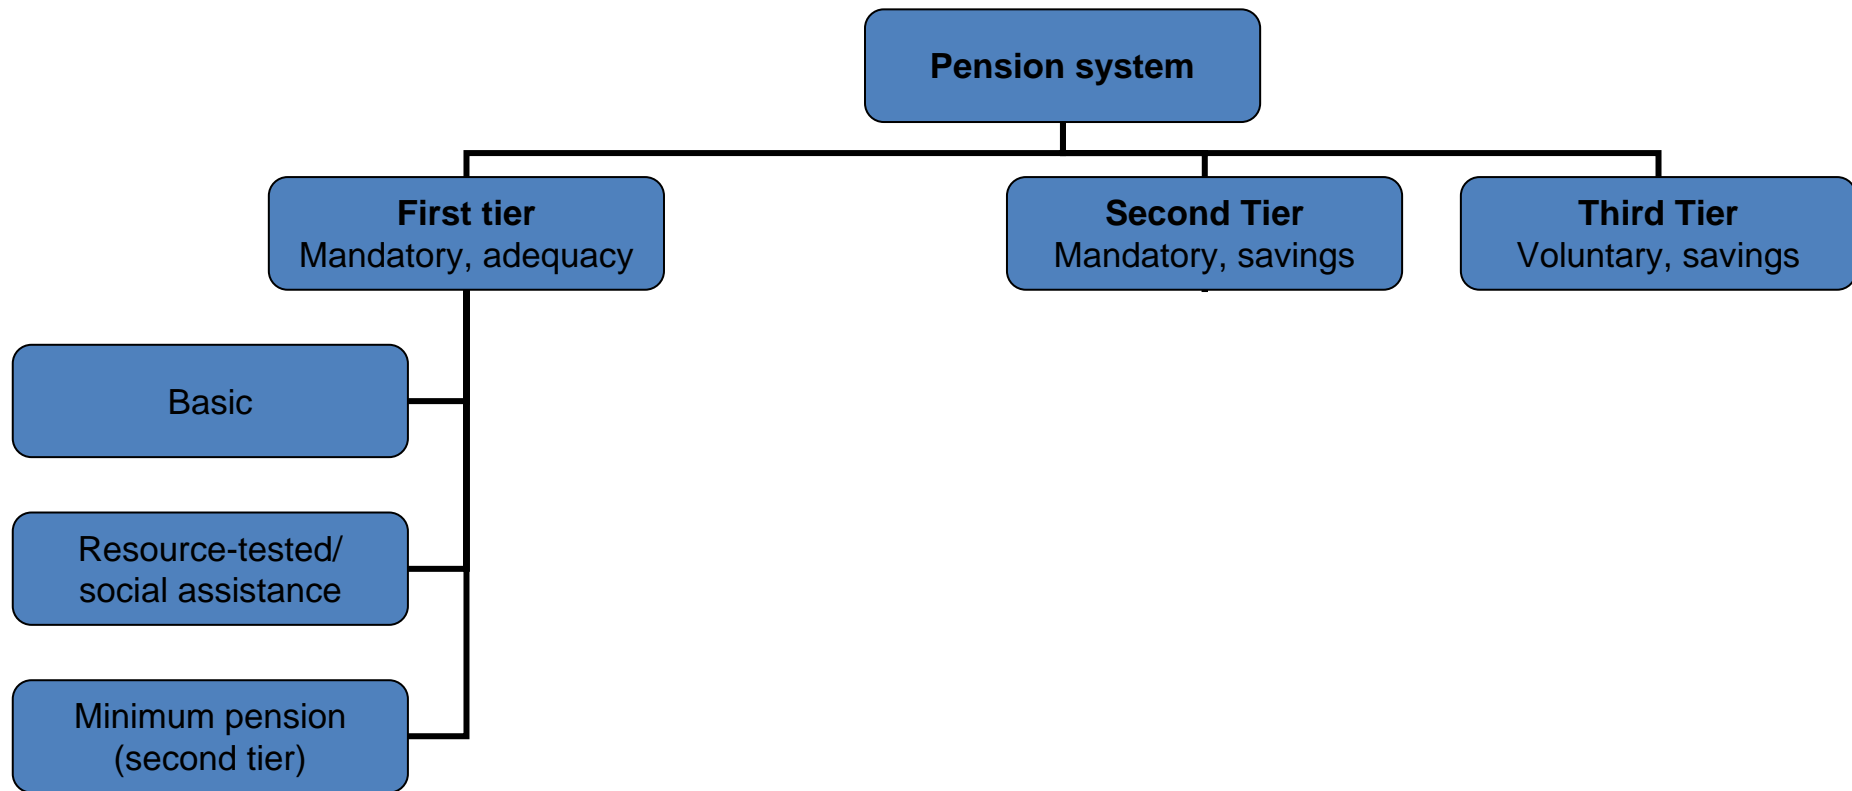 Pension system
First tier
Mandatory, adequacy
Second Tier
Mandatory, savings
Third Tier
Voluntary, savings
Basic
Resource-tested/
social assistance
Minimum pension
(second tier)